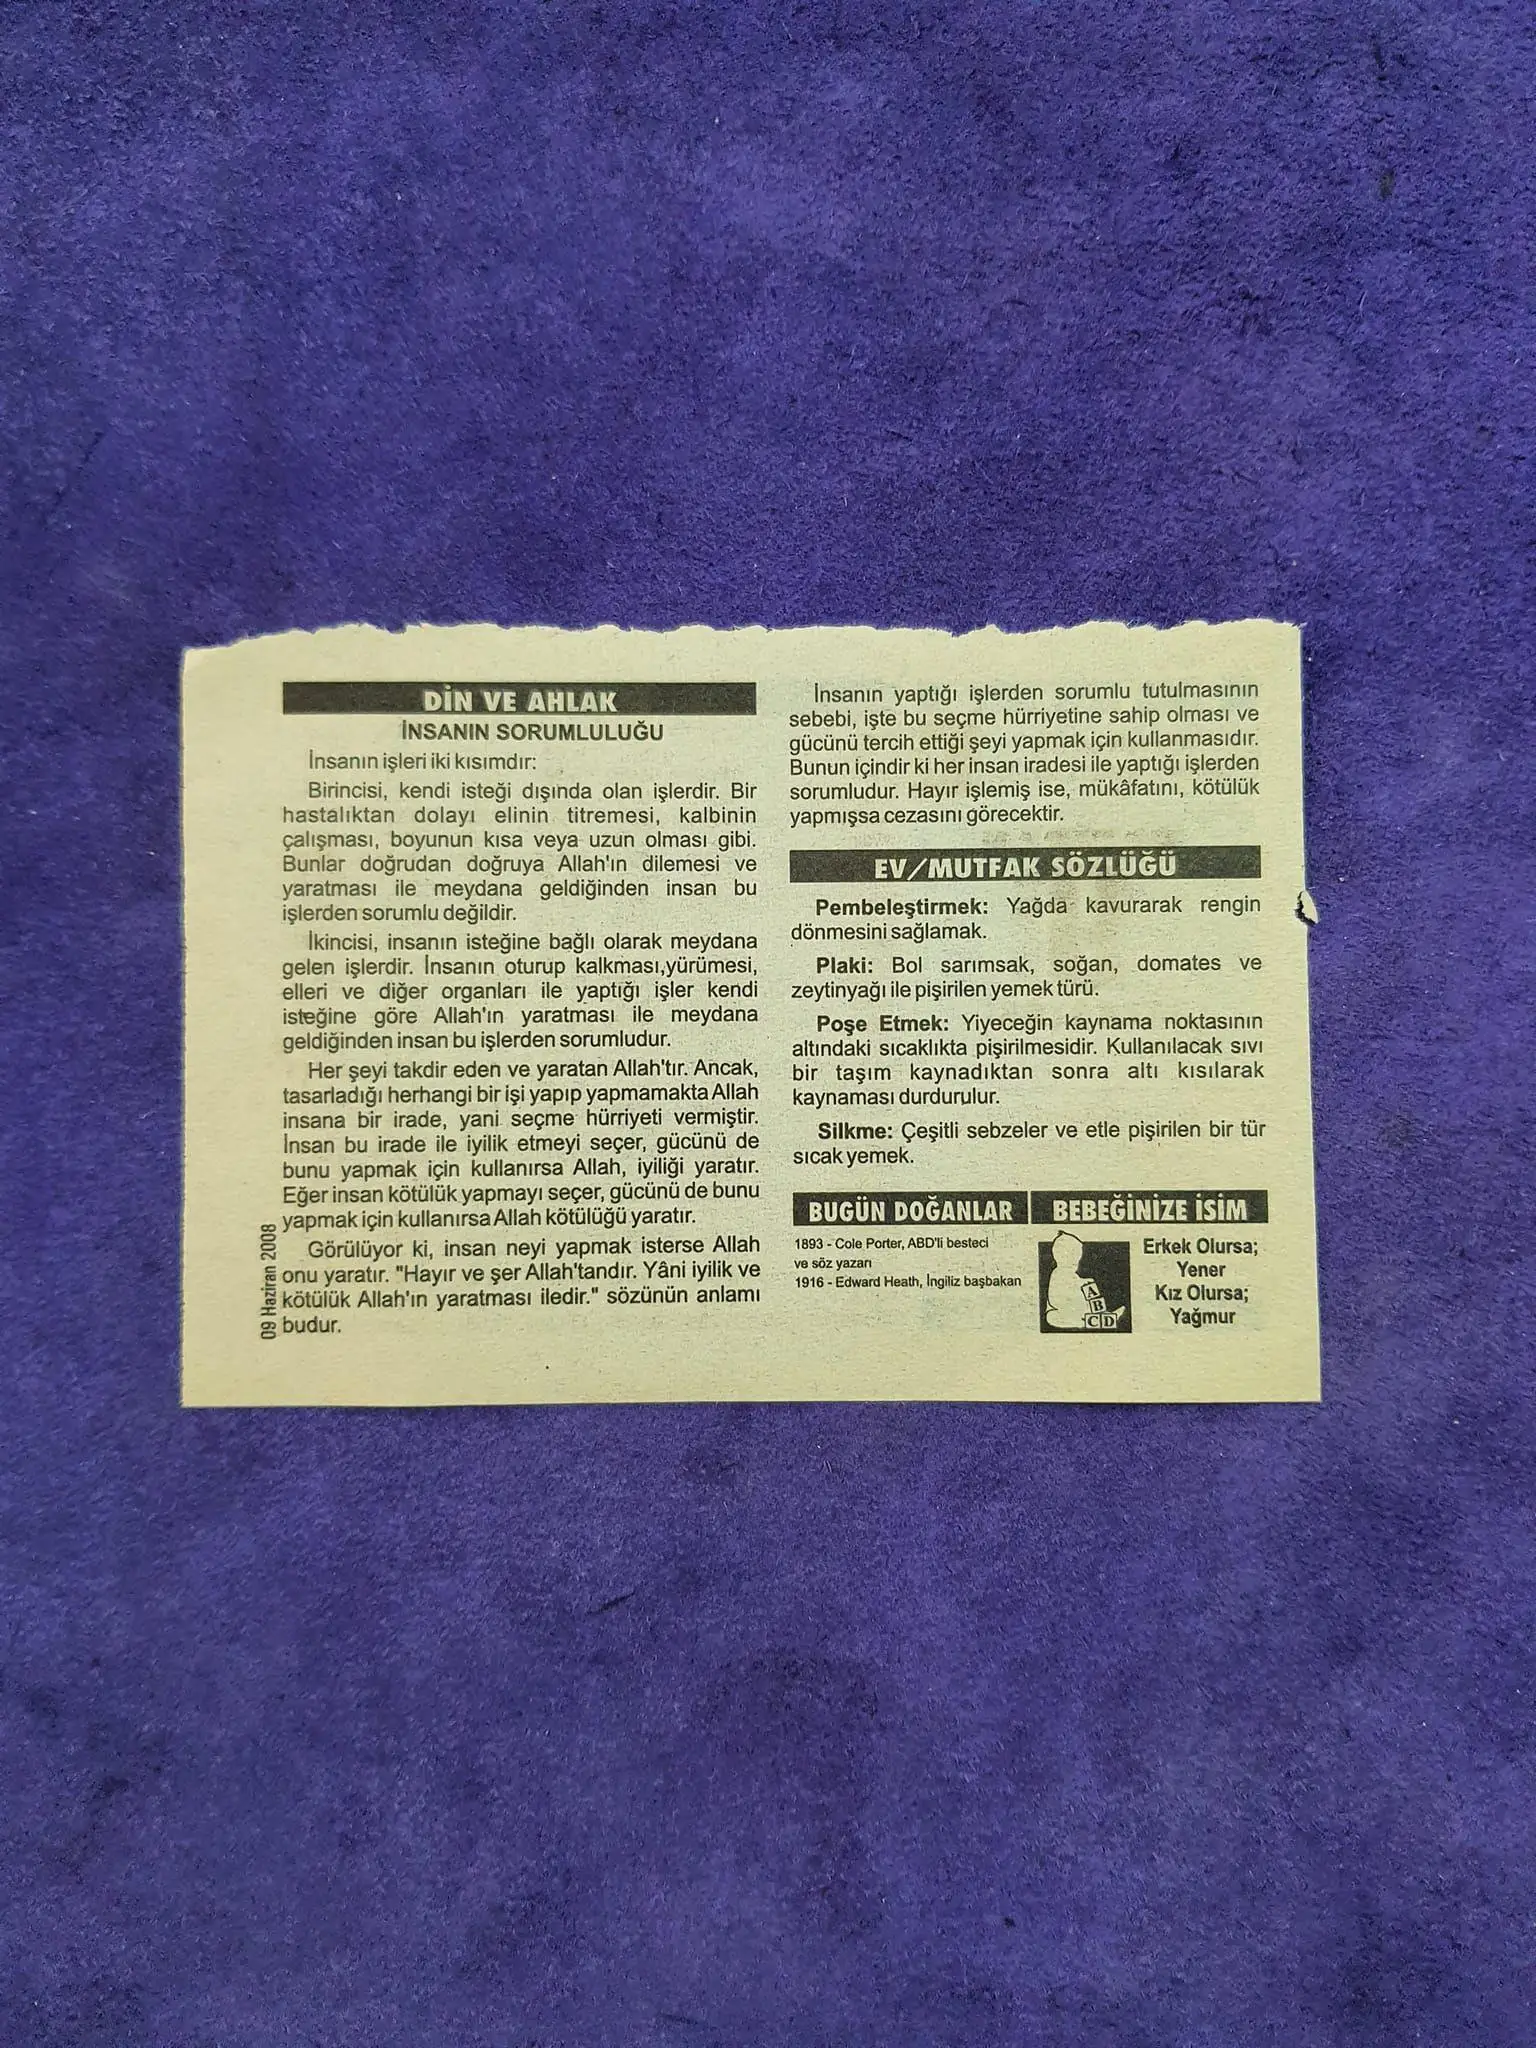 DİN VE AHLAK
İNSANIN SORUMLULUĞU
İnsanın işleri iki kısımdır:
Birincisi, kendi isteği dışında olan işlerdir. Bir
hastalıktan dolayı elinin titremesi, kalbinin
çalışması, boyunun kısa veya uzun olması gibi.
Bunlar doğrudan doğruya Allah'ın dilemesi ve
yaratması ile meydana geldiğinden insan bu
işlerden sorumlu değildir.
İkincisi, insanın isteğine bağlı olarak meydana
gelen işlerdir. İnsanın oturup kalkması,yürümesi,
elleri ve diğer organları ile yaptığı işler kendi
isteğine göre Allah'ın yaratması ile meydana
geldiğinden insan bu işlerden sorumludur.
Her şeyi takdir eden ve yaratan Allah'tır. Ancak,
tasarladığı herhangi bir işi yapıp yapmamakta Allah
insana bir irade, yani seçme hürriyeti vermiştir.
İnsan bu irade ile iyilik etmeyi seçer, gücünü de
bunu yapmak için kullanırsa Allah, iyiliği yaratır.
Eğer insan kötülük yapmayı seçer, gücünü de bunu
yapmak için kullanırsa Allah kötülüğü yaratır.
Görülüyor ki, insan neyi yapmak isterse Allah
onu yaratır. "Hayır ve şer Allah'tandır. Yâni iyilik ve
kötülük Allah'ın yaratması iledir." sözünün anlamı
budur.
09 Haziran 2008
İnsanın yaptığı işlerden sorumlu tutulmasının
sebebi, işte bu seçme hürriyetine sahip olması ve
gücünü tercih ettiği şeyi yapmak için kullanmasıdır.
Bunun içindir ki her insan iradesi ile yaptığı işlerden
sorumludur. Hayır işlemiş ise, mükâfatını, kötülük
yapmışsa cezasını görecektir.
EV/MUTFAK SÖZLÜĞÜ
Pembeleştirmek: Yağda kavurarak rengin
dönmesini sağlamak.
Plaki: Bol sarımsak, soğan, domates ve
zeytinyağı ile pişirilen yemek türü.
Poşe Etmek: Yiyeceğin kaynama noktasının
altındaki sıcaklıkta pişirilmesidir. Kullanılacak sıvı
bir taşım kaynadıktan sonra altı kısılarak
kaynaması durdurulur.
Silkme: Çeşitli sebzeler ve etle pişirilen bir tür
sıcak yemek.
BUGÜN DOĞANLAR
1893 - Cole Porter, ABD'li besteci
ve söz yazarı
1916 - Edward Heath, İngiliz başbakan
BEBEĞİNİZE İSİM
A
B
C D
Erkek Olursa;
Yener
Kız Olursa;
Yağmur